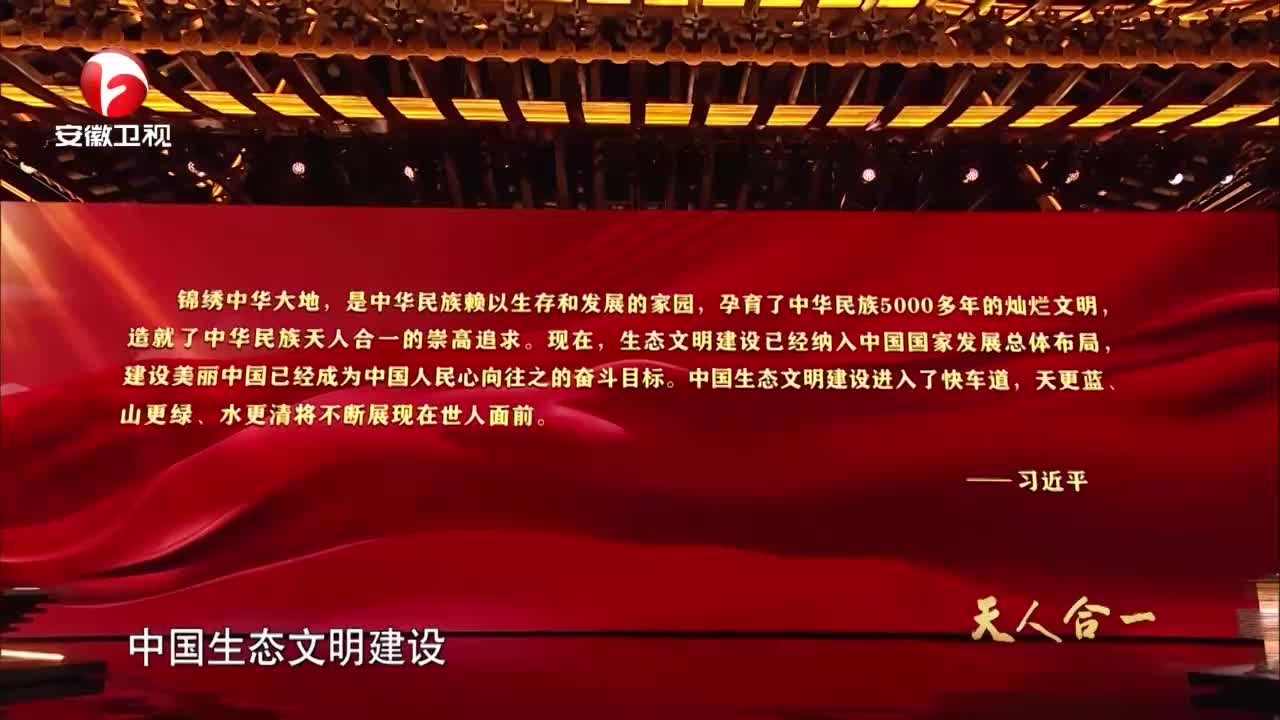 安徽卫视
锦绣中华大地，是中华民族赖以生存和发展的家园，孕育了中华民族5000多年的灿烂文明，
造就了中华民族天人合一的崇高追求。现在，生态文明建设已经纳入中国国家发展总体布局，
建设美丽中国已经成为中国人民心向往之的奋斗目标。中国生态文明建设进入了快车道，天更蓝、
山更绿、水更清将不断展现在世人面前。
——习近平
天人合一
中国生态文明建设